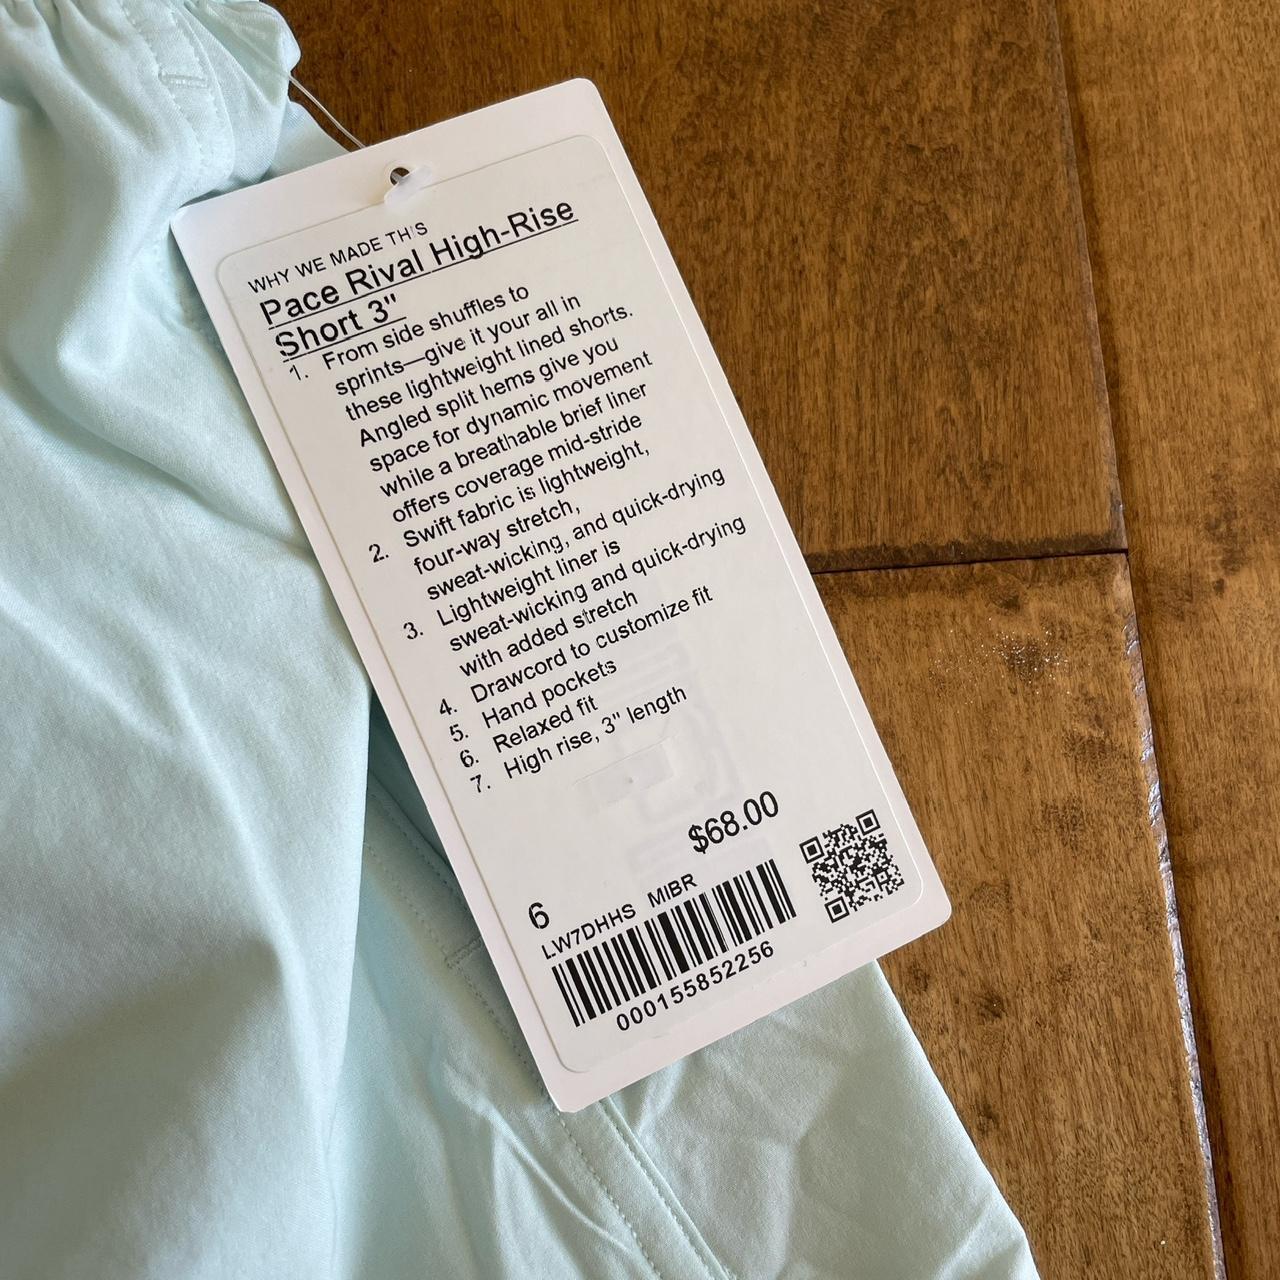 WHY WE MADE THIS
Pace Rival High-Rise
Short 3"
1. From side shuffles to
sprints—give it your all in
these lightweight lined shorts.
Angled split hems give you
space for dynamic movement
while a breathable brief liner
offers coverage mid-stride
2. Swift fabric is lightweight,
four-way stretch,
sweat-wicking, and quick-drying
3. Lightweight liner is
sweat-wicking and quick-drying
with added stretch
4. Drawcord to customize fit
5. Hand pockets
6. Relaxed fit
7. High rise, 3" length
$68.00
6
LW7DHHS MIBR
000155852256